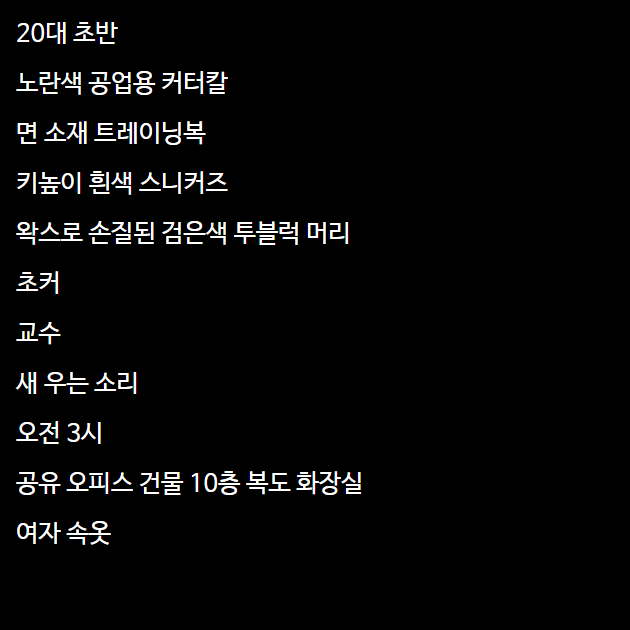 20대 초반
노란색 공업용 커터칼
면 소재 트레이닝복
키높이 흰색 스니커즈
왁스로 손질된 검은색 투블럭 머리
초커
교수
새 우는 소리
오전 3시
공유 오피스 건물 10층 복도 화장실
여자 속옷